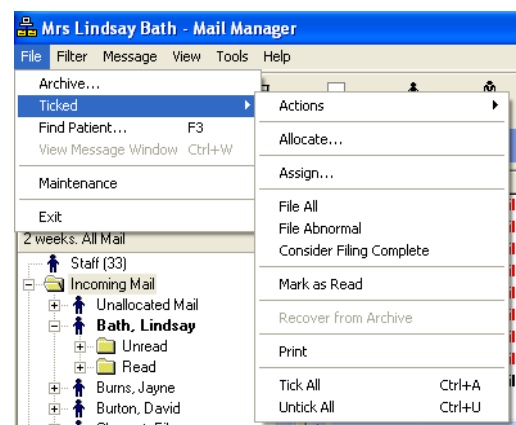 Mrs Lindsay Bath - Mail Manager
File Filter Message View Tools Help
Archive...
Ticked
Find Patient... F3
View Message Window Ctrl+W
Maintenance
Exit
Actions
Allocate...
Assign...
File All
File Abnormal
Consider Filing Complete
Mark as Read
Recover from Archive
Print
Tick All Ctrl+A
Untick All Ctrl+U
2 weeks. All Mail
Staff (33)
Incoming Mail
Unallocated Mail
Bath, Lindsay
Unread
Read
Burns, Jayne
Burton, David